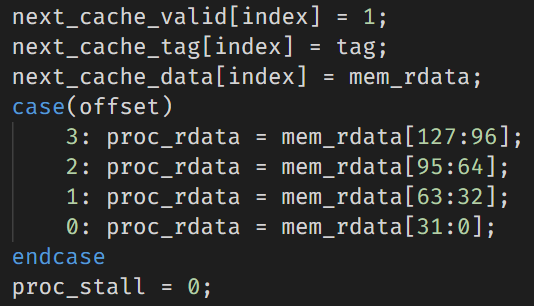 next_cache_valid[index] = 1;
next_cache_tag[index] = tag;
next_cache_data[index] = mem_rdata;
case(offset)
    3: proc_rdata = mem_rdata[127:96];
    2: proc_rdata = mem_rdata[95:64];
    1: proc_rdata = mem_rdata[63:32];
    0: proc_rdata = mem_rdata[31:0];
endcase
proc_stall = 0;